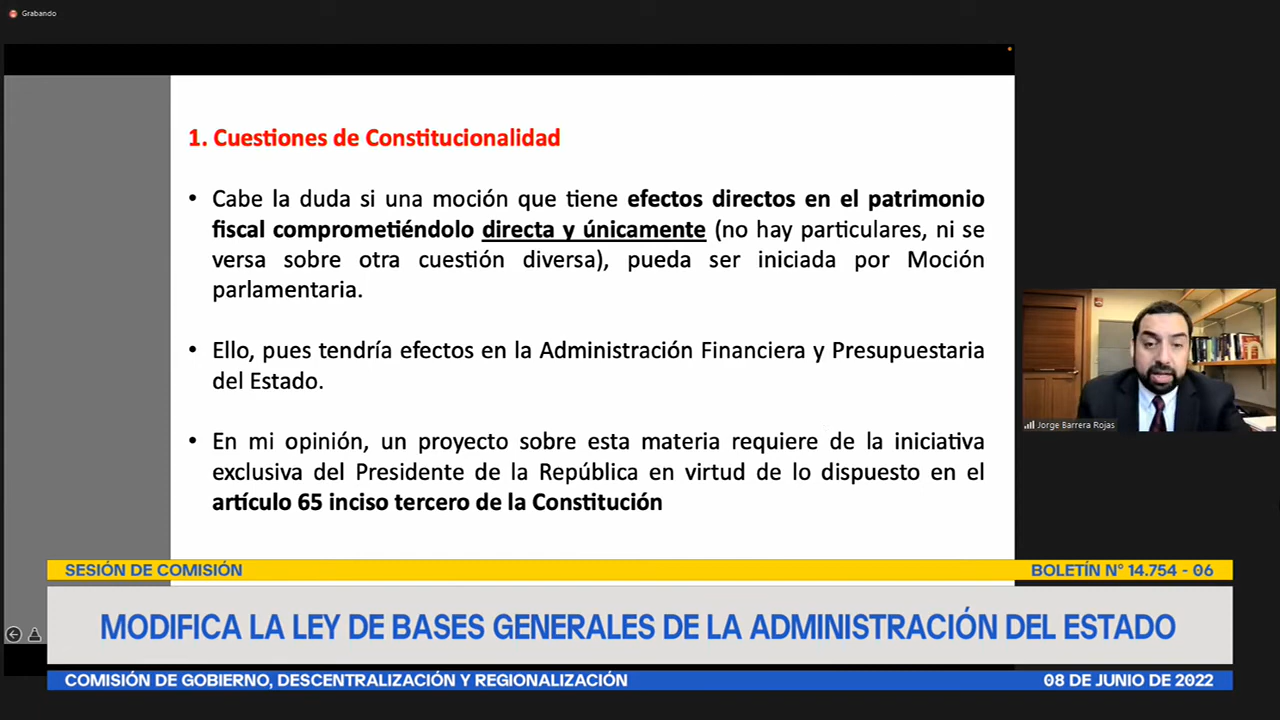 Grabando
1. Cuestiones de Constitucionalidad
• Cabe la duda si una moción que tiene efectos directos en el patrimonio
fiscal comprometiéndolo directa y únicamente (no hay particulares, ni se
versa sobre otra cuestión diversa), pueda ser iniciada por Moción
parlamentaria.
• Ello, pues tendría efectos en la Administración Financiera y Presupuestaria
del Estado.
• En mi opinión, un proyecto sobre esta materia requiere de la iniciativa
exclusiva del Presidente de la República en virtud de lo dispuesto en el
artículo 65 inciso tercero de la Constitución
Jorge Barrera Rojas
SESIÓN DE COMISIÓN
BOLETÍN N° 14.754 - 06
MODIFICA LA LEY DE BASES GENERALES DE LA ADMINISTRACIÓN DEL ESTADO
COMISIÓN DE GOBIERNO, DESCENTRALIZACIÓN Y REGIONALIZACIÓN
08 DE JUNIO DE 2022